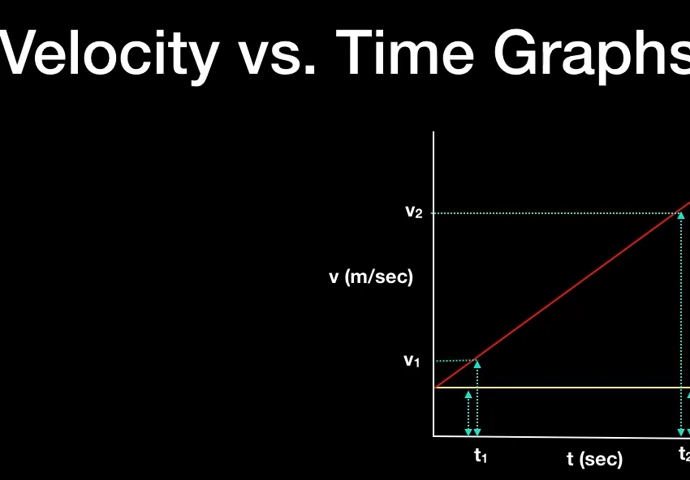 Velocity vs. Time Graphs
v₂
v (m/sec)
v₁
t₁
t (sec)
t₂